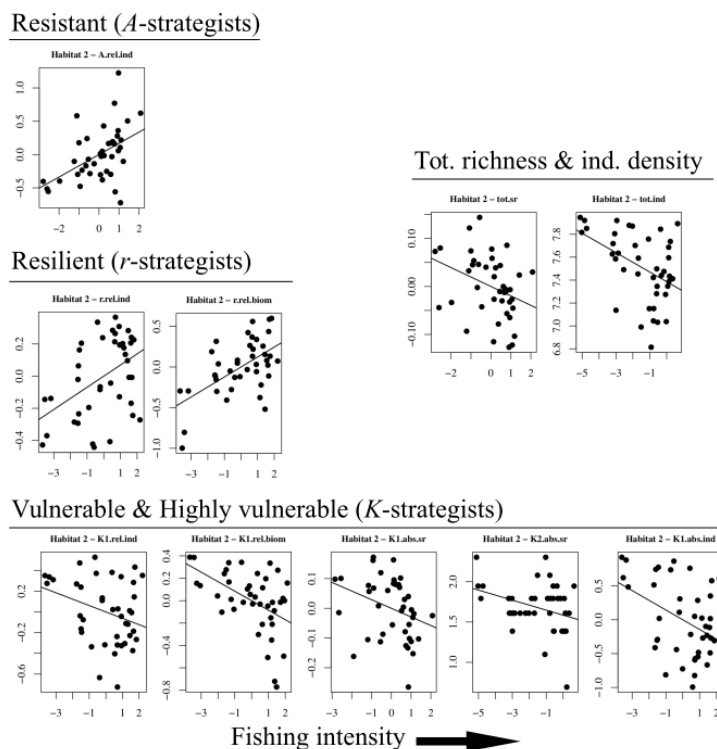 Resistant (A-strategists)
Habitat 2 – A.rel.ind
1.0
0.5
0.0
-0.5
-2 0 1 2
Tot. richness & ind. density
Habitat 2 – tot.sr
0.10
0.00
-0.10
-2 0 1 2
Habitat 2 – tot.ind
7.8
7.6
7.4
7.2
7.0
6.8
-5 -3 -1
Resilient (r-strategists)
Habitat 2 – r.rel.ind
0.2
0.0
-0.2
-0.4
-3 -1 1 2
Habitat 2 – r.rel.biom
0.5
0.0
-1.0
-3 -1 1 2
Vulnerable & Highly vulnerable (K-strategists)
Habitat 2 – K1.rel.ind
0.2
-0.2
-0.6
-3 -1 1 2
Habitat 2 – K1.rel.biom
0.4
0.0
-0.4
-0.8
-3 -1 1 2
Habitat 2 – K1.abs.sr
0.1
0.0
-0.1
-0.2
-3 -1 0 1 2
Habitat 2 – K2.abs.sr
2.0
1.5
1.0
-5 -3 -1
Habitat 2 – K1.abs.ind
0.5
0.0
-1.0
-3 -1 1 2
Fishing intensity